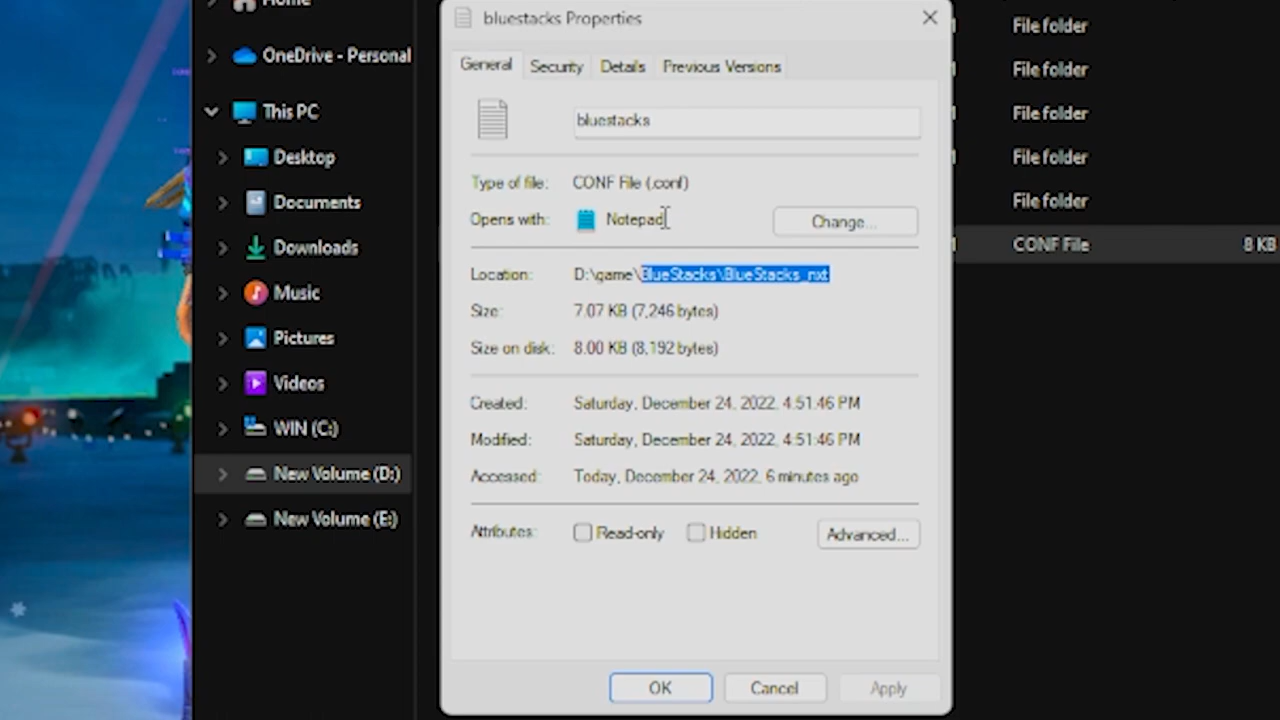 Home
OneDrive - Personal
This PC
Desktop
Documents
Downloads
Music
Pictures
Videos
WIN (C:)
New Volume (D:)
New Volume (E:)
bluestacks Properties
General Security Details Previous Versions
bluestacks
Type of file: CONF File (.conf)
Opens with: Notepad Change...
Location: D:\game\BlueStacks\BlueStacks_nxt
Size: 7.07 KB (7,246 bytes)
Size on disk: 8.00 KB (8,192 bytes)
Created: Saturday, December 24, 2022, 4:51:46 PM
Modified: Saturday, December 24, 2022, 4:51:46 PM
Accessed: Today, December 24, 2022, 6 minutes ago
Attributes: Read-only Hidden Advanced...
OK Cancel Apply
File folder
File folder
File folder
File folder
File folder
CONF File 8 KB